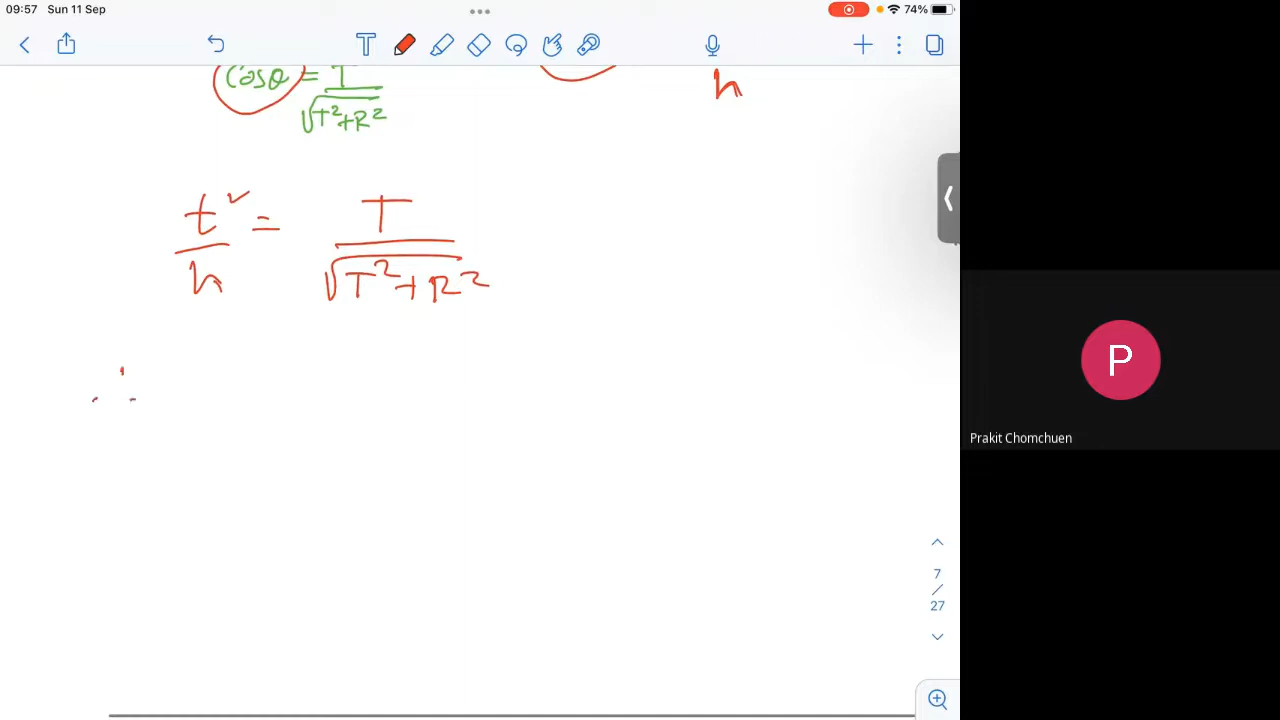 09:57 Sun 11 Sep 74%
T
cosθ = T
√T²+R²
h
t✓ = T
h √T²+R²
∴
7
/
27
P
Prakit Chomchuen